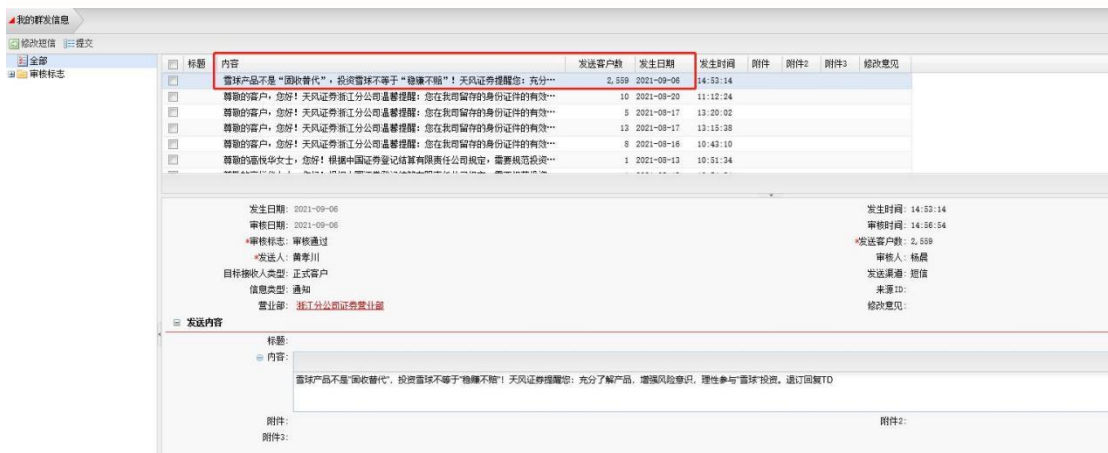 我的群发信息
修改短信 提交
全部
审核标志
标题 内容 发送客户数 发生日期 发生时间 附件 附件2 附件3 修改意见
雪球产品不是“固收替代”，投资雪球不等于“稳赚不赔”！天风证券提醒您：充分… 2,559 2021-09-06 14:53:14
尊敬的客户，您好！天风证券浙江分公司温馨提醒：您在我司留存的身份证件的有效… 10 2021-08-20 11:12:24
尊敬的客户，您好！天风证券浙江分公司温馨提醒：您在我司留存的身份证件的有效… 5 2021-08-17 13:20:02
尊敬的客户，您好！天风证券浙江分公司温馨提醒：您在我司留存的身份证件的有效… 13 2021-08-17 13:15:38
尊敬的客户，您好！天风证券浙江分公司温馨提醒：您在我司留存的身份证件的有效… 8 2021-08-16 10:43:10
尊敬的高悦华女士，您好！根据中国证券登记结算有限责任公司规定，需要规范投资… 1 2021-08-13 10:51:34
发生日期: 2021-09-06 发生时间: 14:53:14
审核日期: 2021-09-06 审核时间: 14:56:54
*审核标志: 审核通过 *发送客户数: 2,559
*发送人: 黄孝川 审核人: 杨晨
目标接收人类型: 正式客户 发送渠道: 短信
信息类型: 通知 来源ID:
营业部: 浙江分公司证券营业部 修改意见:
发送内容
标题:
内容:
雪球产品不是"固收替代"，投资雪球不等于"稳赚不赔"！天风证券提醒您：充分了解产品，增强风险意识，理性参与"雪球"投资。退订回复TD
附件: 附件2:
附件3: